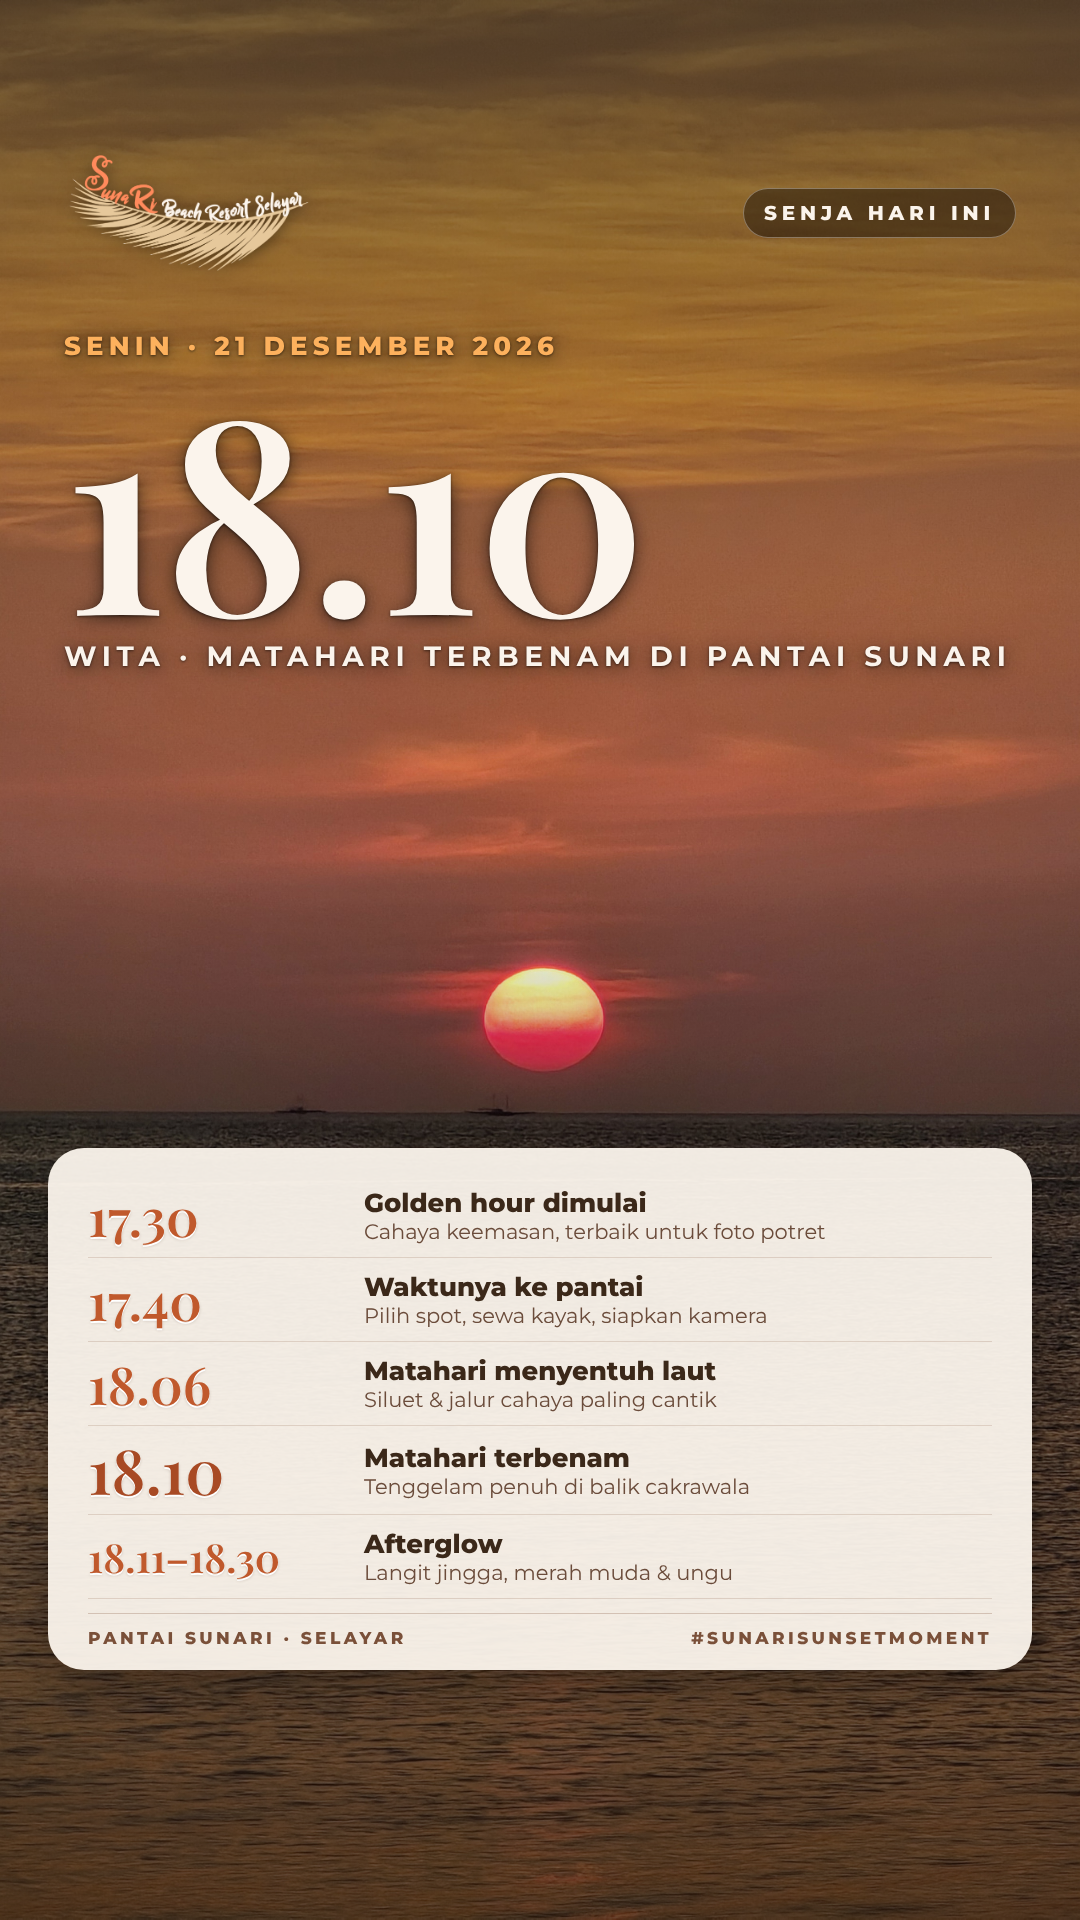 SunaRi Beach Resort Selayar
SENJA HARI INI
SENIN · 21 DESEMBER 2026
18.10
WITA · MATAHARI TERBENAM DI PANTAI SUNARI
17.30
Golden hour dimulai
Cahaya keemasan, terbaik untuk foto potret
17.40
Waktunya ke pantai
Pilih spot, sewa kayak, siapkan kamera
18.06
Matahari menyentuh laut
Siluet & jalur cahaya paling cantik
18.10
Matahari terbenam
Tenggelam penuh di balik cakrawala
18.11–18.30
Afterglow
Langit jingga, merah muda & ungu
PANTAI SUNARI · SELAYAR
#SUNARISUNSETMOMENT